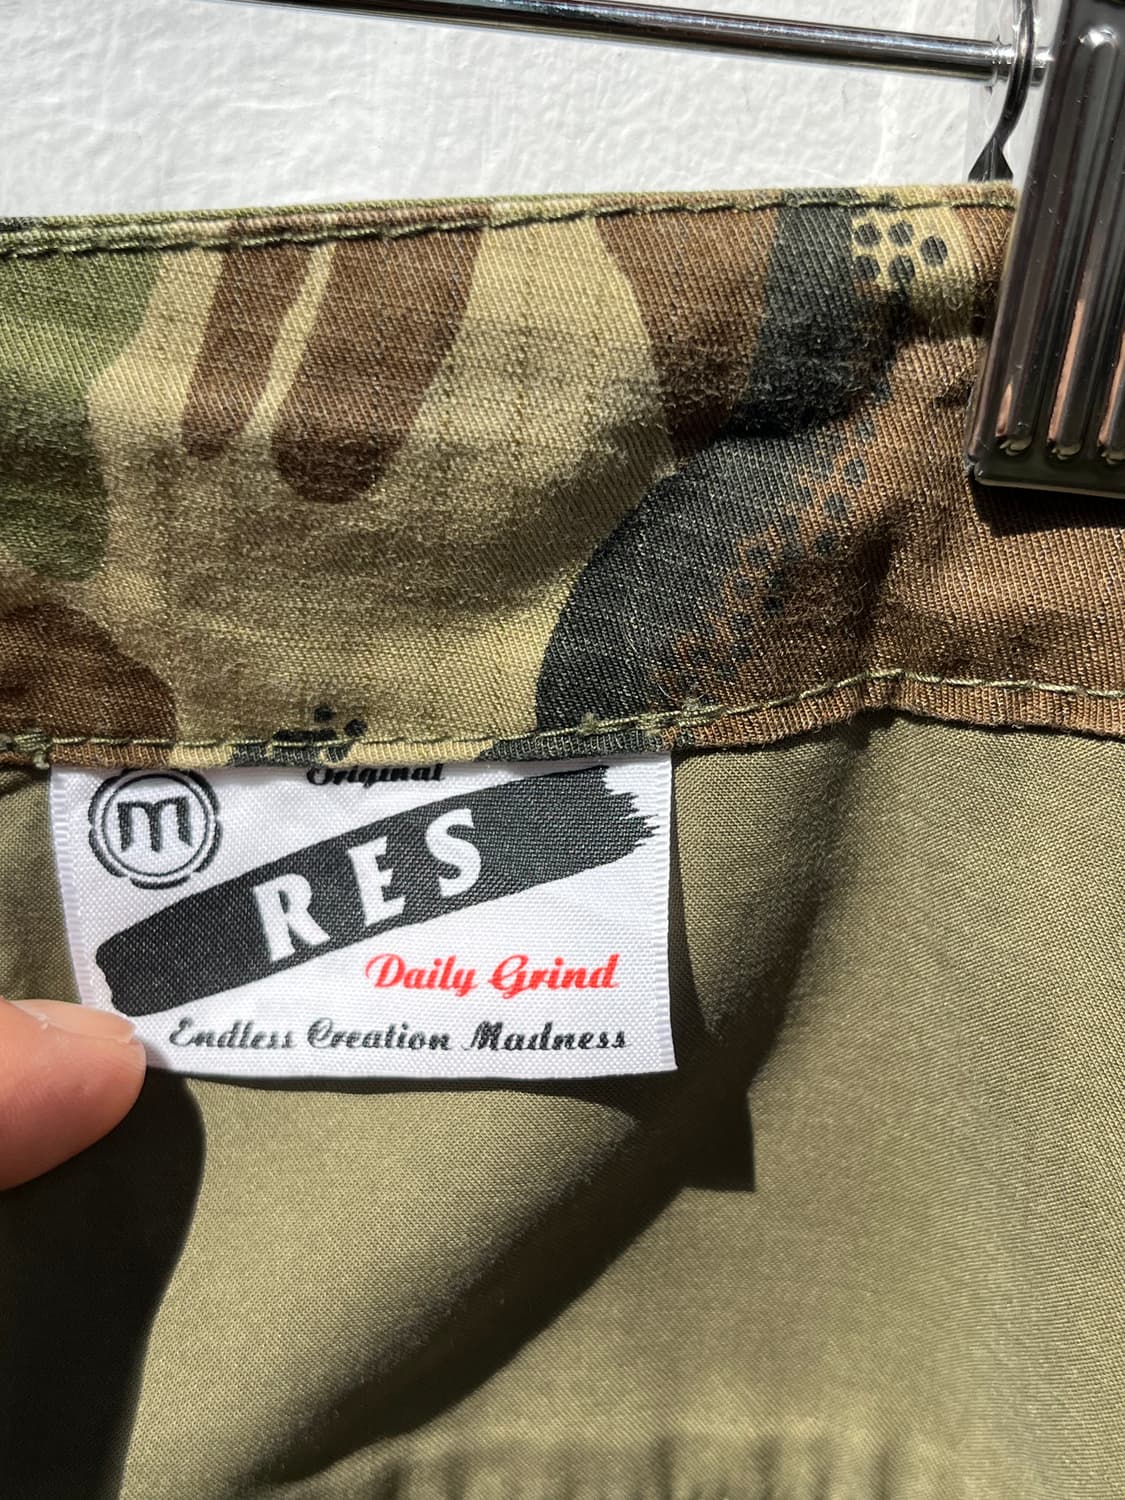 Original
M
RES
Daily Grind
Endless Creation Madness